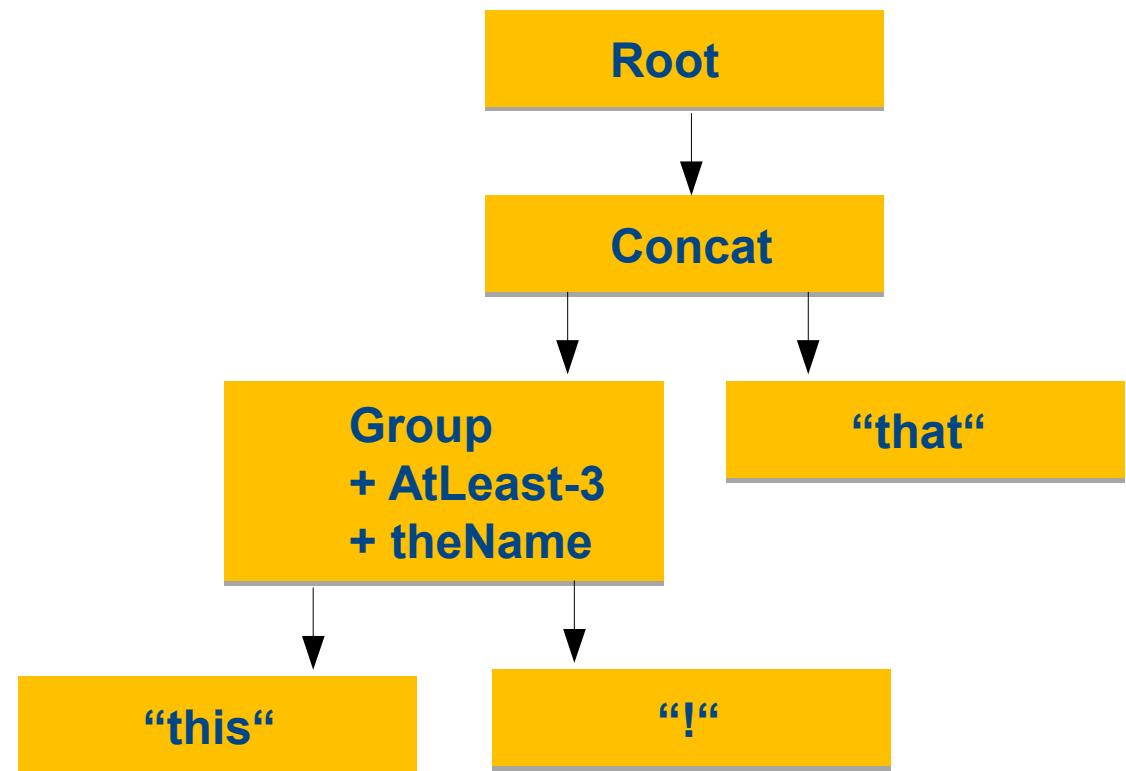 Root
Concat
Group
+ AtLeast-3
+ theName
“that“
“this“
“!“